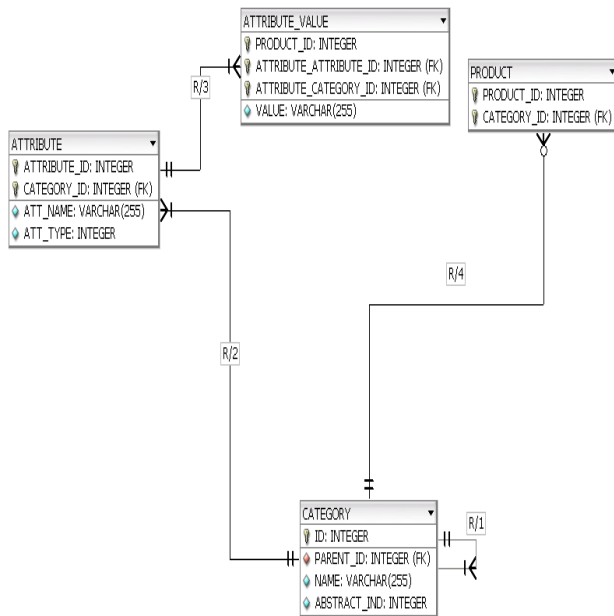 ATTRIBUTE_VALUE
PRODUCT_ID: INTEGER
ATTRIBUTE_ATTRIBUTE_ID: INTEGER (FK)
ATTRIBUTE_CATEGORY_ID: INTEGER (FK)
VALUE: VARCHAR(255)
PRODUCT
PRODUCT_ID: INTEGER
CATEGORY_ID: INTEGER (FK)
R/3
ATTRIBUTE
ATTRIBUTE_ID: INTEGER
CATEGORY_ID: INTEGER (FK)
ATT_NAME: VARCHAR(255)
ATT_TYPE: INTEGER
R/4
R/2
CATEGORY
ID: INTEGER
PARENT_ID: INTEGER (FK)
NAME: VARCHAR(255)
ABSTRACT_IND: INTEGER
R/1